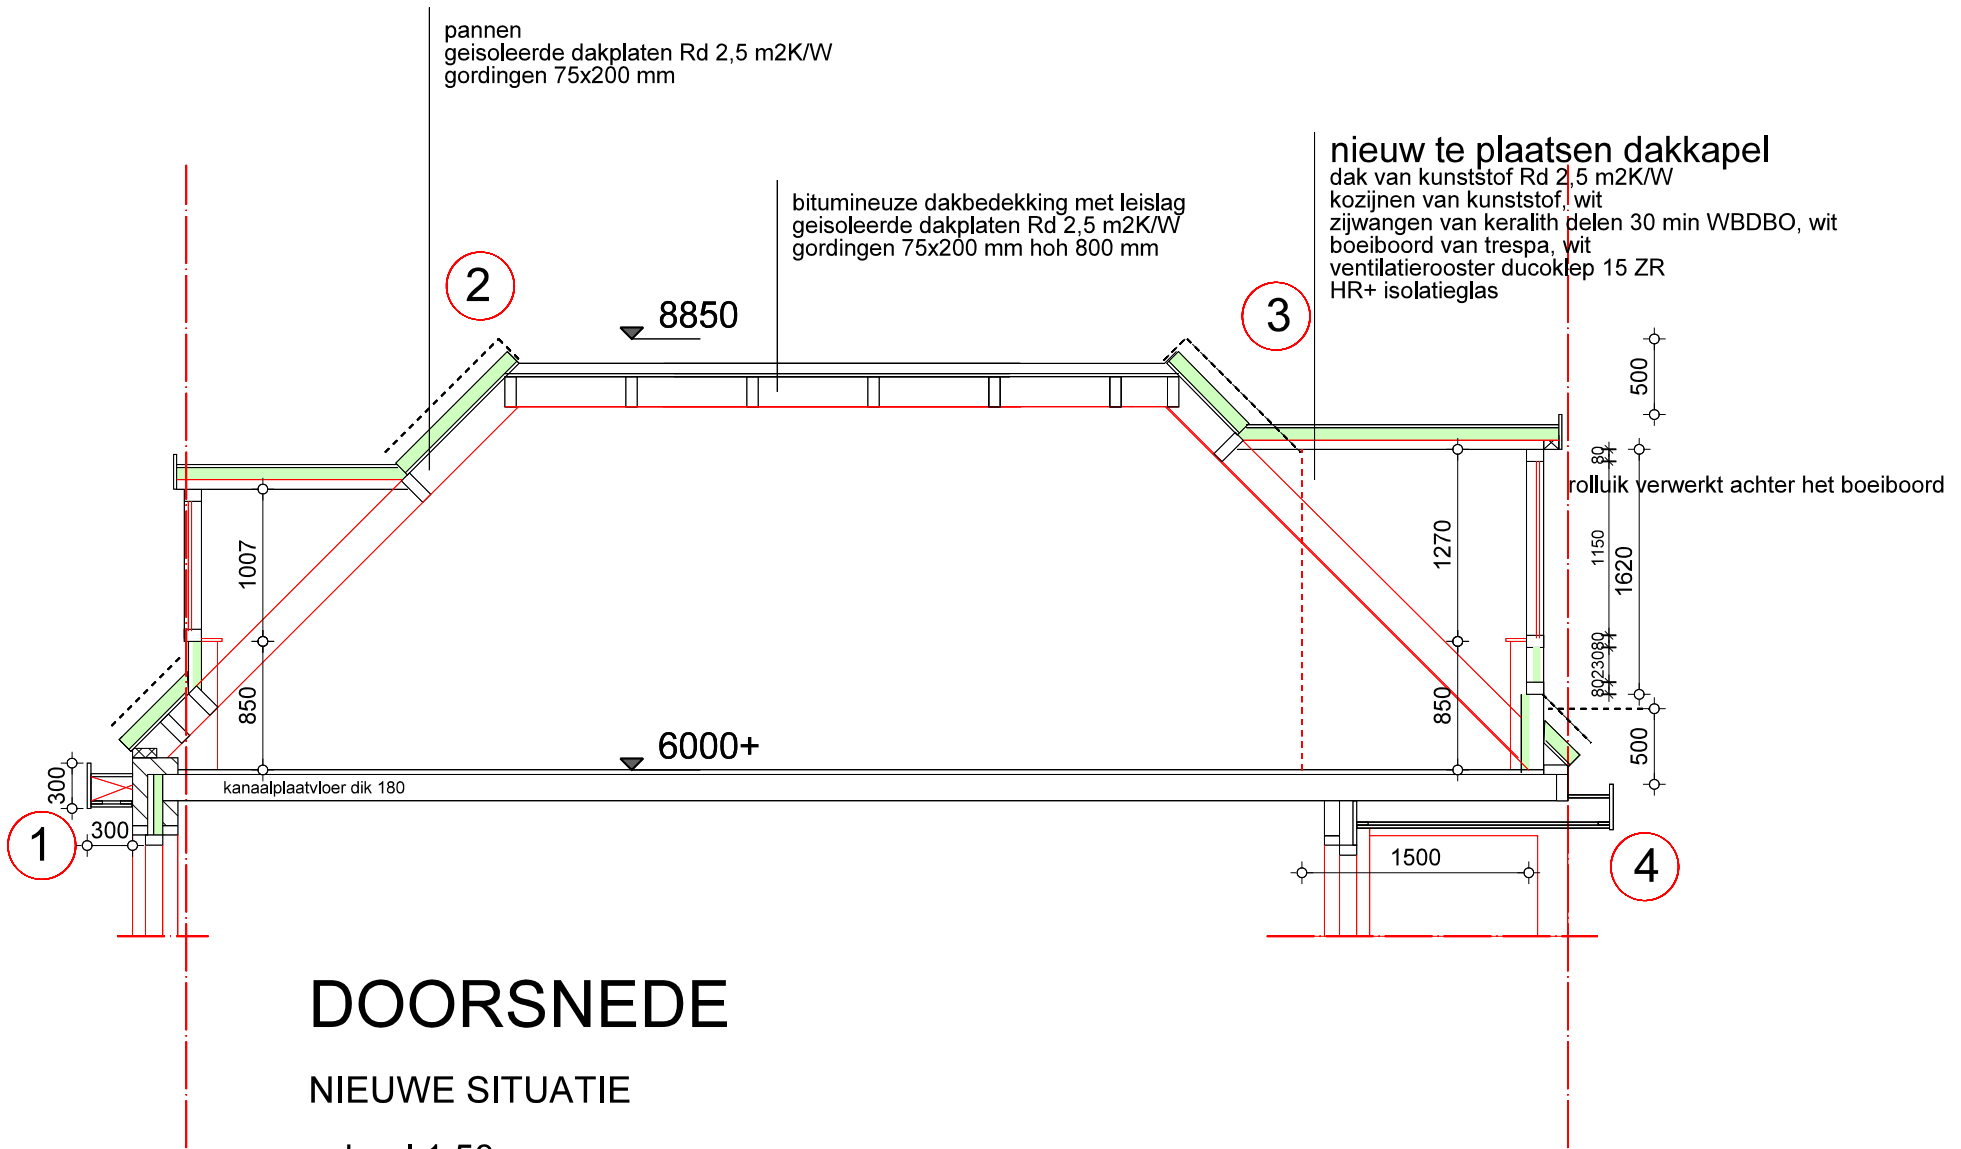 pannen
geisoleerde dakplaten Rd 2,5 m2K/W
gordingen 75x200 mm
nieuw te plaatsen dakkapel
dak van kunststof Rd 2,5 m2K/W
kozijnen van kunststof, wit
zijwangen van keralith delen 30 min WBDBO, wit
boeiboord van trespa, wit
ventilatierooster ducoklep 15 ZR
HR+ isolatieglas
bitumineuze dakbedekking met leislag
geisoleerde dakplaten Rd 2,5 m2K/W
gordingen 75x200 mm hoh 800 mm
2
3
8850
500
80
rolluik verwerkt achter het boeiboord
1007
1270
1150
1620
80
230
80
850
850
6000+
500
300
kanaalplaatvloer dik 180
300
1
1500
4
DOORSNEDE
NIEUWE SITUATIE